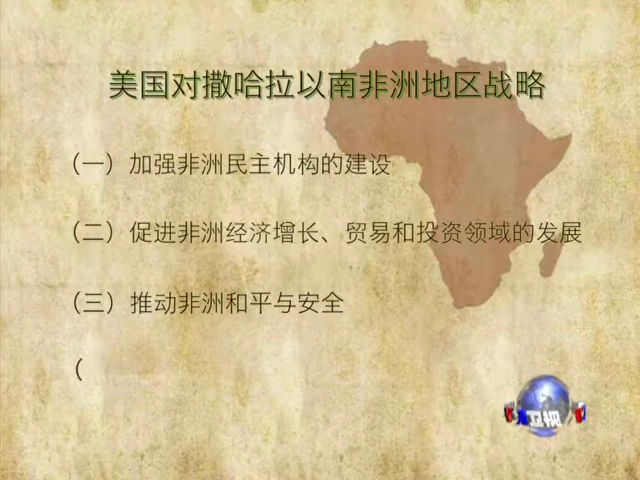 美国对撒哈拉以南非洲地区战略
（一）加强非洲民主机构的建设
（二）促进非洲经济增长、贸易和投资领域的发展
（三）推动非洲和平与安全
（
卫视